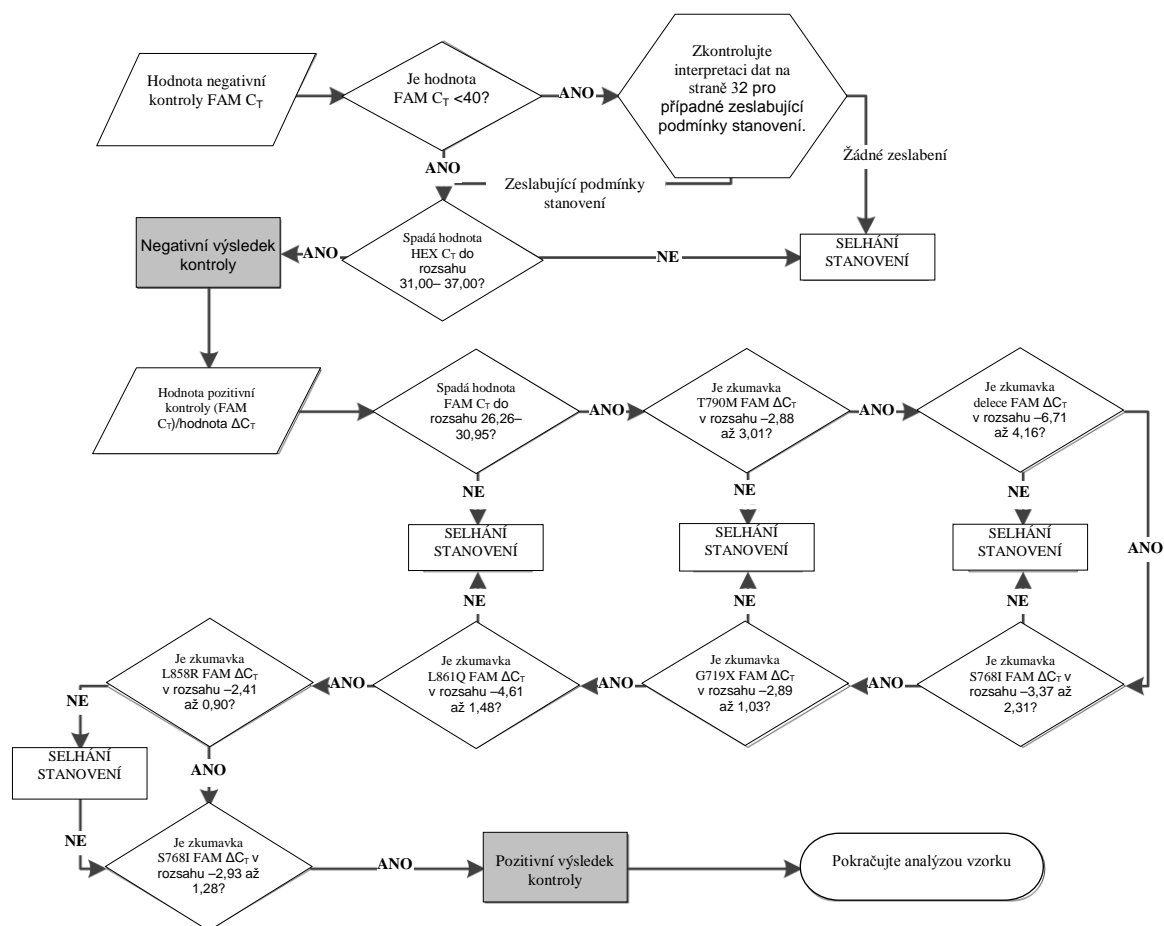 Hodnota negativní
kontroly FAM CT
Je hodnota
FAM CT <40?
ANO
Zkontrolujte
interpretaci dat na
straně 32 pro
případné zeslabující
podmínky stanovení.
Žádné zeslabení
ANO
Zeslabující podmínky
stanovení
Negativní výsledek
kontroly
ANO
Spadá hodnota
HEX CT do
rozsahu
31,00– 37,00?
NE
SELHÁNÍ
STANOVENÍ
Hodnota pozitivní
kontroly (FAM
CT)/hodnota ΔCT
Spadá hodnota
FAM CT do
rozsahu 26,26–
30,95?
ANO
Je zkumavka
T790M FAM ΔCT
v rozsahu –2,88
až 3,01?
ANO
Je zkumavka
delece FAM ΔCT
v rozsahu –6,71
až 4,16?
NE
NE
NE
SELHÁNÍ
STANOVENÍ
SELHÁNÍ
STANOVENÍ
SELHÁNÍ
STANOVENÍ
ANO
NE
NE
NE
Je zkumavka
L858R FAM ΔCT
v rozsahu –2,41
až 0,90?
ANO
Je zkumavka
L861Q FAM ΔCT
v rozsahu –4,61
až 1,48?
ANO
Je zkumavka
G719X FAM ΔCT
v rozsahu –2,89
až 1,03?
ANO
Je zkumavka
S768I FAM ΔCT v
rozsahu –3,37 až
2,31?
NE
SELHÁNÍ
STANOVENÍ
ANO
NE
Je zkumavka
S768I FAM ΔCT v
rozsahu –2,93 až
1,28?
ANO
Pozitivní výsledek
kontroly
Pokračujte analýzou vzorku